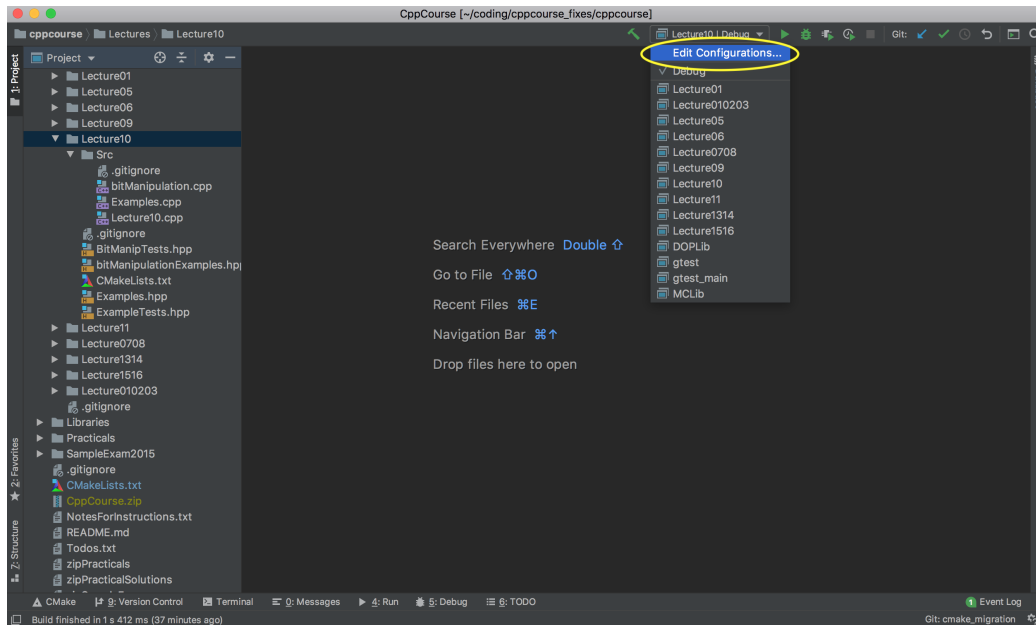 CppCourse [~/coding/cppcourse_fixes/cppcourse]
cppcourse Lectures Lecture10
Lecture10 | Debug
Git:
1: Project
Project
Lecture01
Lecture05
Lecture06
Lecture09
Lecture10
Src
.gitignore
bitManipulation.cpp
Examples.cpp
Lecture10.cpp
.gitignore
BitManipTests.hpp
bitManipulationExamples.hp
CMakeLists.txt
Examples.hpp
ExampleTests.hpp
Lecture11
Lecture0708
Lecture1314
Lecture1516
Lecture010203
.gitignore
Libraries
Practicals
SampleExam2015
.gitignore
CMakeLists.txt
CppCourse.zip
NotesForInstructions.txt
README.md
Todos.txt
zipPracticals
zipPracticalSolutions
2: Favorites
Z: Structure
Edit Configurations...
Debug
Lecture01
Lecture010203
Lecture05
Lecture06
Lecture0708
Lecture09
Lecture10
Lecture11
Lecture1314
Lecture1516
DOPLib
gtest
gtest_main
MCLib
Search Everywhere Double ⇧
Go to File ⇧⌘O
Recent Files ⌘E
Navigation Bar ⌘↑
Drop files here to open
CMake 9: Version Control Terminal 0: Messages 4: Run 5: Debug 6: TODO 1 Event Log
Build finished in 1 s 412 ms (37 minutes ago) Git: cmake_migration